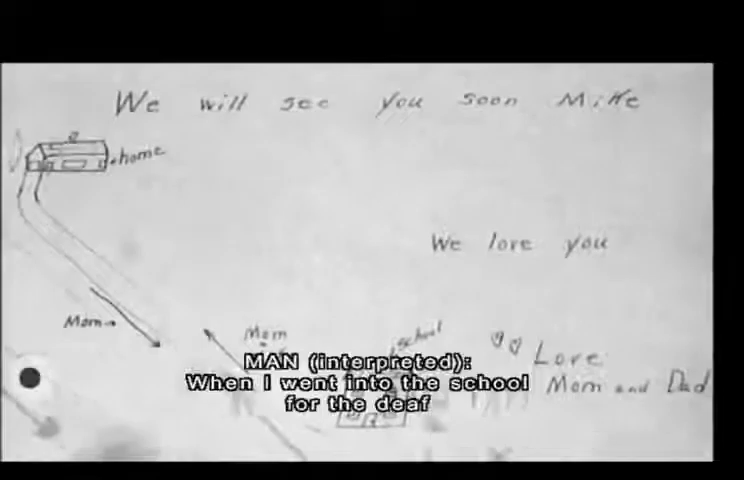 We will see you soon Mike
home
We love you
Mom
Mom
school
Love
Mom and Dad
MAN (interpreted):
When I went into the school
for the deaf